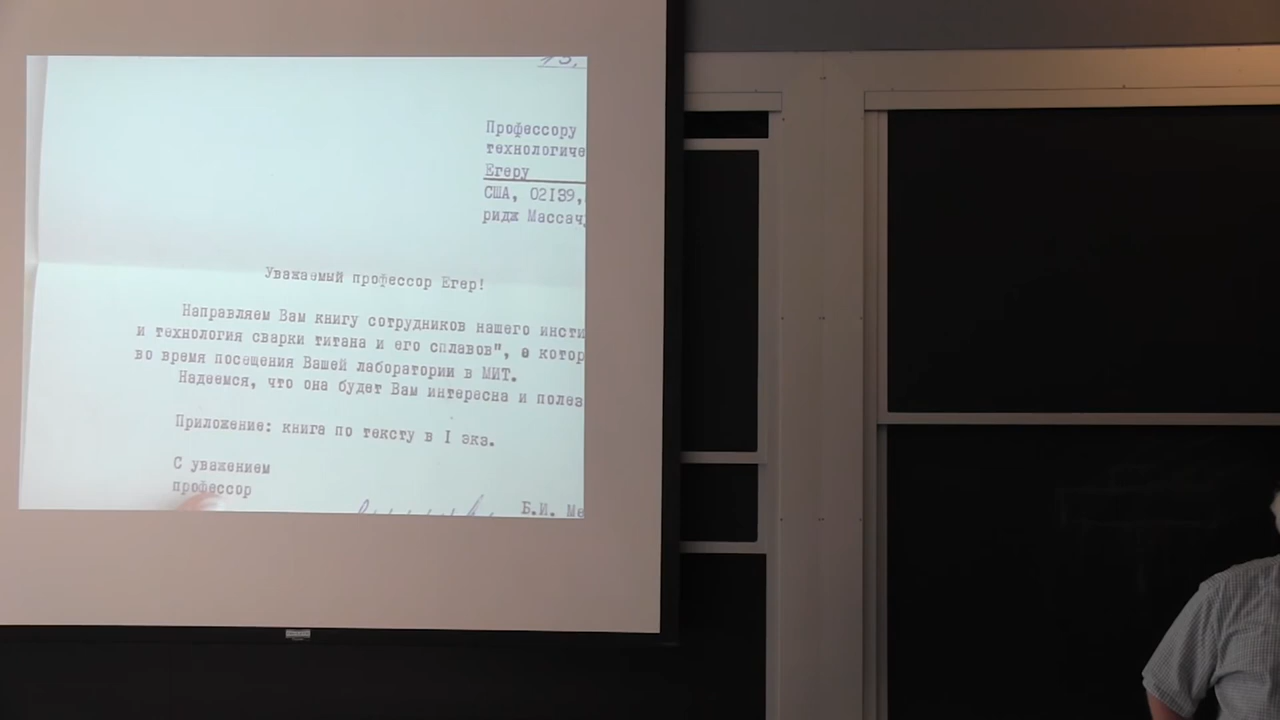 13.
Профессору
технологиче
Егеру
США, 02I39,
ридж Массач
Уважаемый профессор Егер!
Направляем Вам книгу сотрудников нашего инсти
и технология сварки титана и его сплавов", а котор
во время посещения Вашей лаборатории в МИТ.
Надеемся, что она будет Вам интересна и полез
Приложение: книга по тексту в I экз.
С уважением
профессор
Б.И. Ме